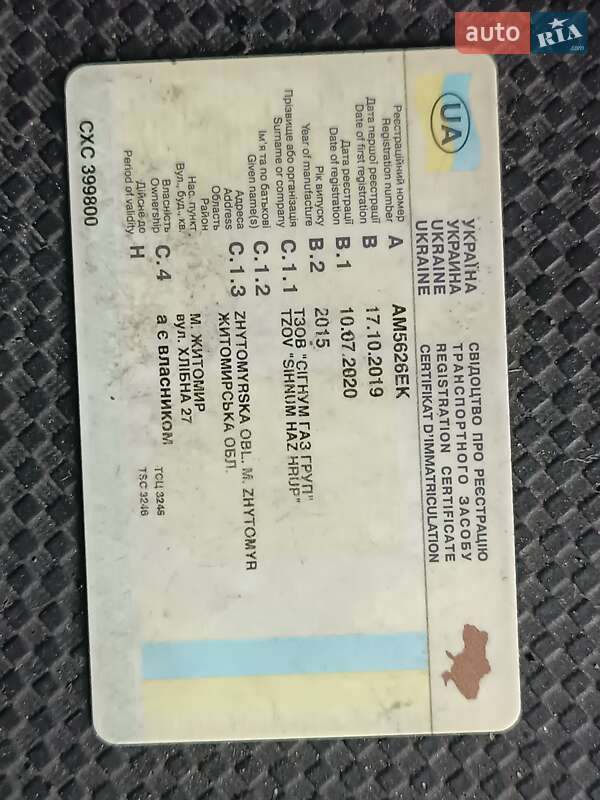 auto RIA .com
UA
УКРАЇНА
УКРАИНА
UKRAINE
UKRAINE
СВІДОЦТВО ПРО РЕЄСТРАЦІЮ
ТРАНСПОРТНОГО ЗАСОБУ
REGISTRATION CERTIFICATE
CERTIFIKAT D'IMMATRICULATION
Реєстраційний номер A AM5626EK
Registration number
Дата першої реєстрації B 17.10.2019
Date of first registration
Дата реєстрації B.1 10.07.2020
Date of registration
Рік випуску B.2 2015
Year of manufacture
Прізвище або організація C.1.1 ТЗОВ "СІГНУМ ГАЗ ГРУП"
Surname or company TZOV "SIHNUM HAZ HRUP"
Ім'я та по батькові C.1.2
Given name(s)
Адреса C.1.3 ZHYTOMYRSKA OBL. M. ZHYTOMYR
Address ЖИТОМИРСЬКА ОБЛ.
Область
Район
Нас. пункт, М. ЖИТОМИР
Вул., буд., кв. вул. ХЛІБНА 27
Власність C.4 а є власником
Ownership
Дійсне до H
Period of validity
ТСЦ 3246
TSC 3246
СХС 399800